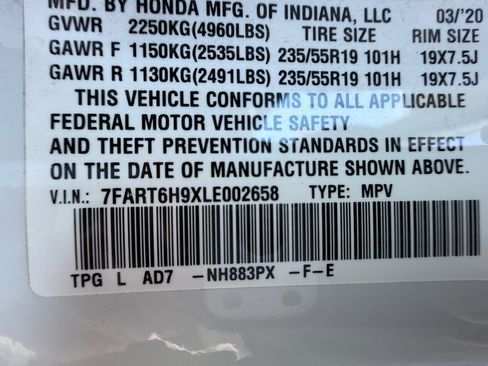 MFD. BY HONDA MFG. OF INDIANA, LLC 03/'20
GVWR 2250KG(4960LBS) TIRE SIZE RIM SIZE
GAWR F 1150KG(2535LBS) 235/55R19 101H 19X7.5J
GAWR R 1130KG(2491LBS) 235/55R19 101H 19X7.5J
THIS VEHICLE CONFORMS TO ALL APPLICABLE
FEDERAL MOTOR VEHICLE SAFETY
AND THEFT PREVENTION STANDARDS IN EFFECT
ON THE DATE OF MANUFACTURE SHOWN ABOVE.
V.I.N.: 7FART6H9XLE002658 TYPE: MPV
TPG L AD7 -NH883PX -F-E